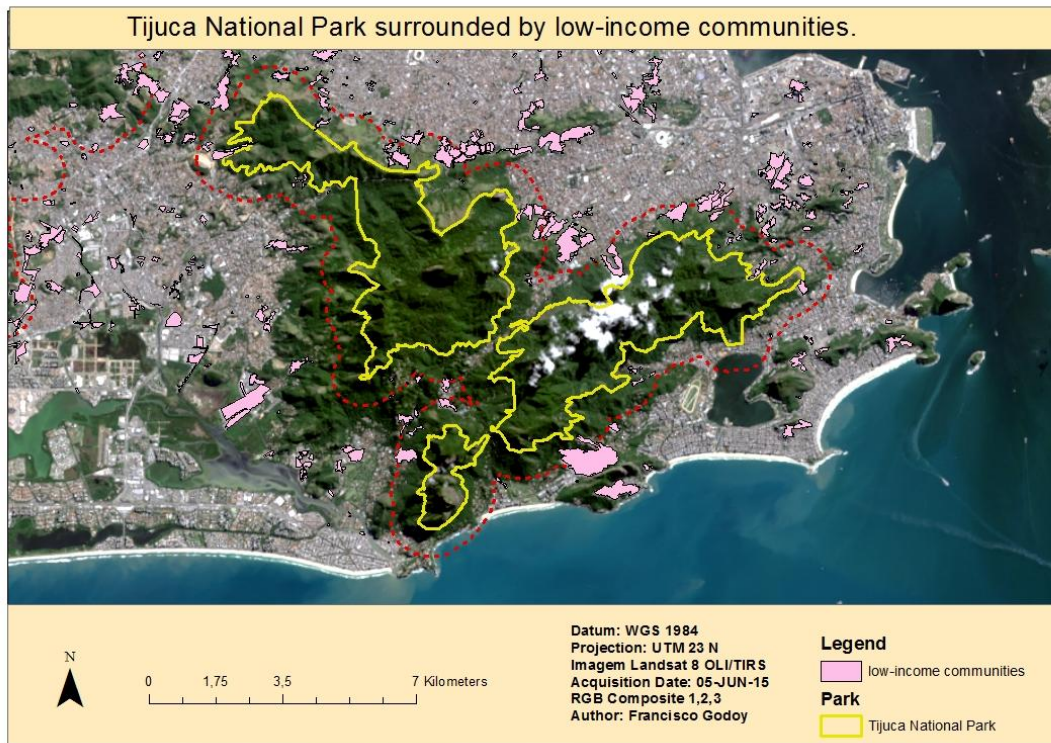 Tijuca National Park surrounded by low-income communities.
N
0 1,75 3,5 7 Kilometers
Datum: WGS 1984
Projection: UTM 23 N
Imagem Landsat 8 OLI/TIRS
Acquisition Date: 05-JUN-15
RGB Composite 1,2,3
Author: Francisco Godoy
Legend
low-income communities
Park
Tijuca National Park